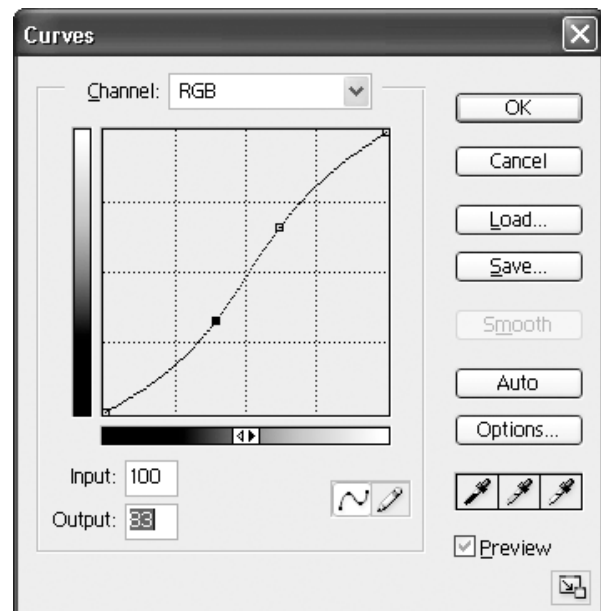 Curves
Channel: RGB
OK
Cancel
Load...
Save...
Smooth
Auto
Options...
Input: 100
Output: 83
Preview